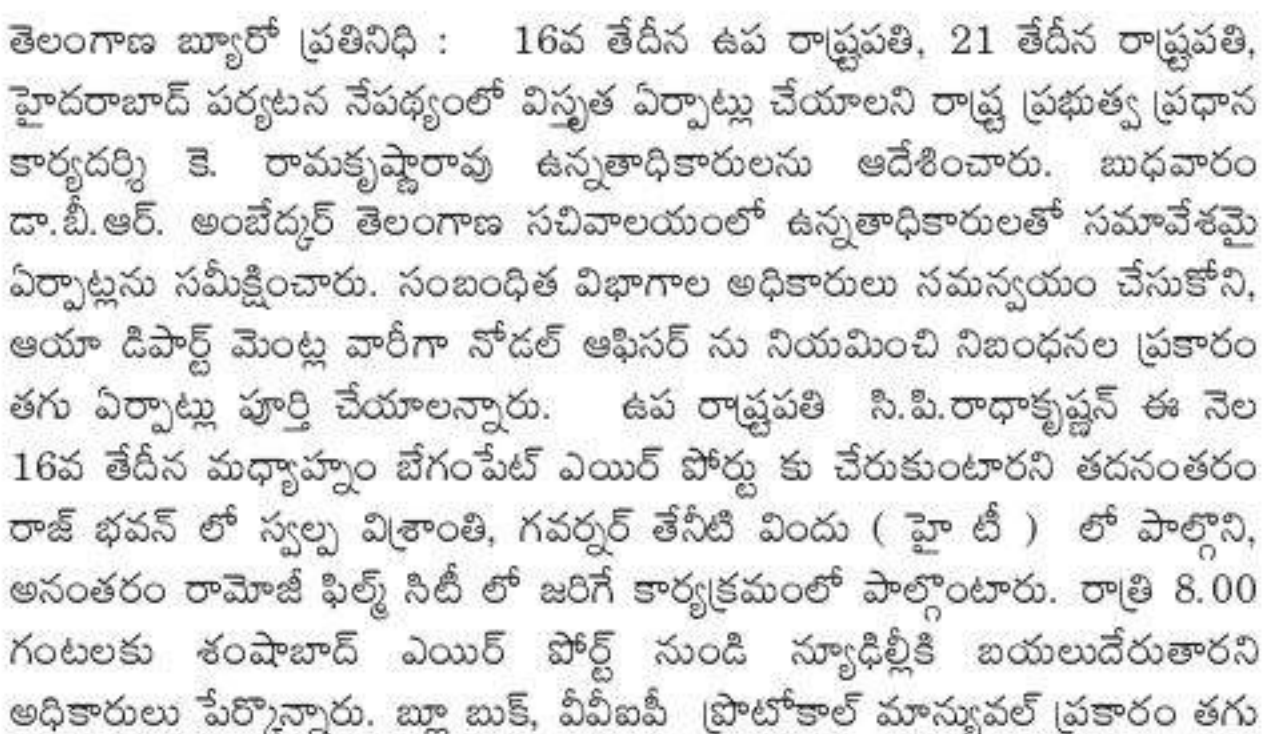 తెలంగాణ బ్యూరో ప్రతినిధి : 16వ తేదీన ఉప రాష్ట్రపతి, 21 తేదీన రాష్ట్రపతి,
హైదరాబాద్ పర్యటన నేపథ్యంలో విస్తృత ఏర్పాట్లు చేయాలని రాష్ట్ర ప్రభుత్వ ప్రధాన
కార్యదర్శి కె. రామకృష్ణారావు ఉన్నతాధికారులను ఆదేశించారు. బుధవారం
డా.బీ.ఆర్. అంబేద్కర్ తెలంగాణ సచివాలయంలో ఉన్నతాధికారులతో సమావేశమై
ఏర్పాట్లను సమీక్షించారు. సంబంధిత విభాగాల అధికారులు సమన్వయం చేసుకోని,
ఆయా డిపార్ట్ మెంట్ల వారీగా నోడల్ ఆఫిసర్ ను నియమించి నిబంధనల ప్రకారం
తగు ఏర్పాట్లు పూర్తి చేయాలన్నారు. ఉప రాష్ట్రపతి సి.పి.రాధాకృష్ణన్ ఈ నెల
16వ తేదీన మధ్యాహ్నం బేగంపేట్ ఎయిర్ పోర్టు కు చేరుకుంటారని తదనంతరం
రాజ్ భవన్ లో స్వల్ప విశ్రాంతి, గవర్నర్ తేనీటి విందు ( హై టీ ) లో పాల్గొని,
అనంతరం రామోజీ ఫిల్మ్ సిటీ లో జరిగే కార్యక్రమంలో పాల్గొంటారు. రాత్రి 8.00
గంటలకు శంషాబాద్ ఎయిర్ పోర్ట్ నుండి న్యూఢిల్లీకి బయలుదేరుతారని
అధికారులు పేర్కొన్నారు. బ్లూ బుక్, వీవీఐపీ ప్రొటోకాల్ మాన్యువల్ ప్రకారం తగు